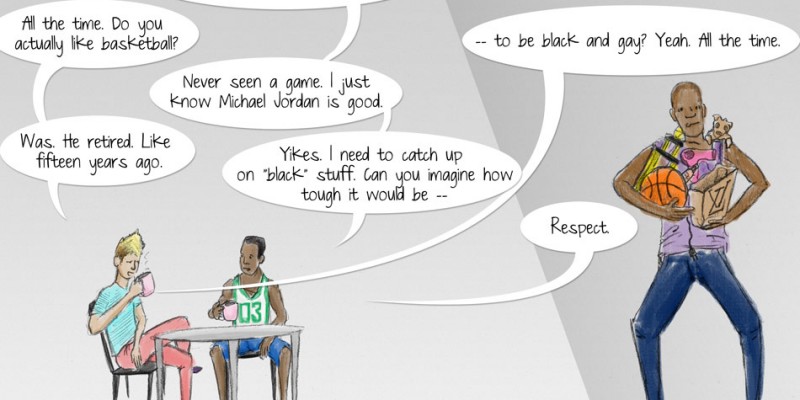 All the time. Do you
actually like basketball?
Never seen a game. I just
know Michael Jordan is good.
Was. He retired. Like
fifteen years ago.
Yikes. I need to catch up
on "black" stuff. Can you imagine how
tough it would be --
-- to be black and gay? Yeah. All the time.
Respect.
03